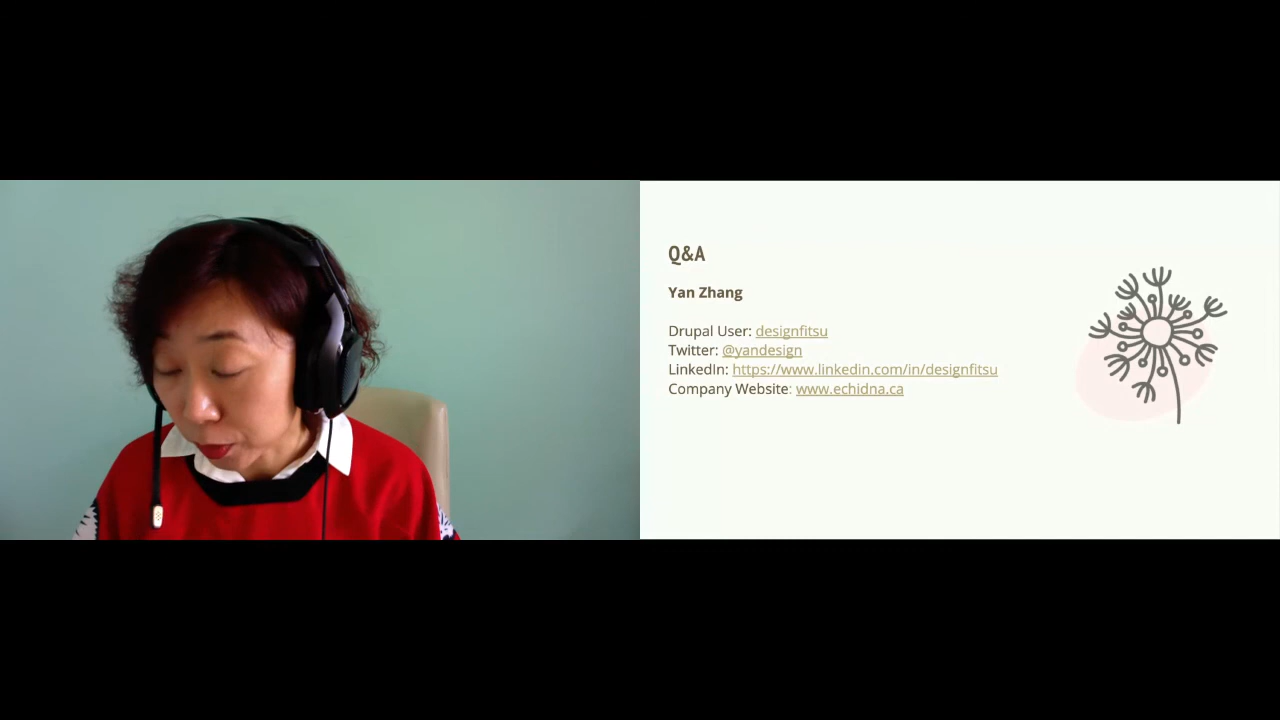 Q&A
Yan Zhang
Drupal User: designfitsu
Twitter: @yandesign
LinkedIn: https://www.linkedin.com/in/designfitsu
Company Website: www.echidna.ca